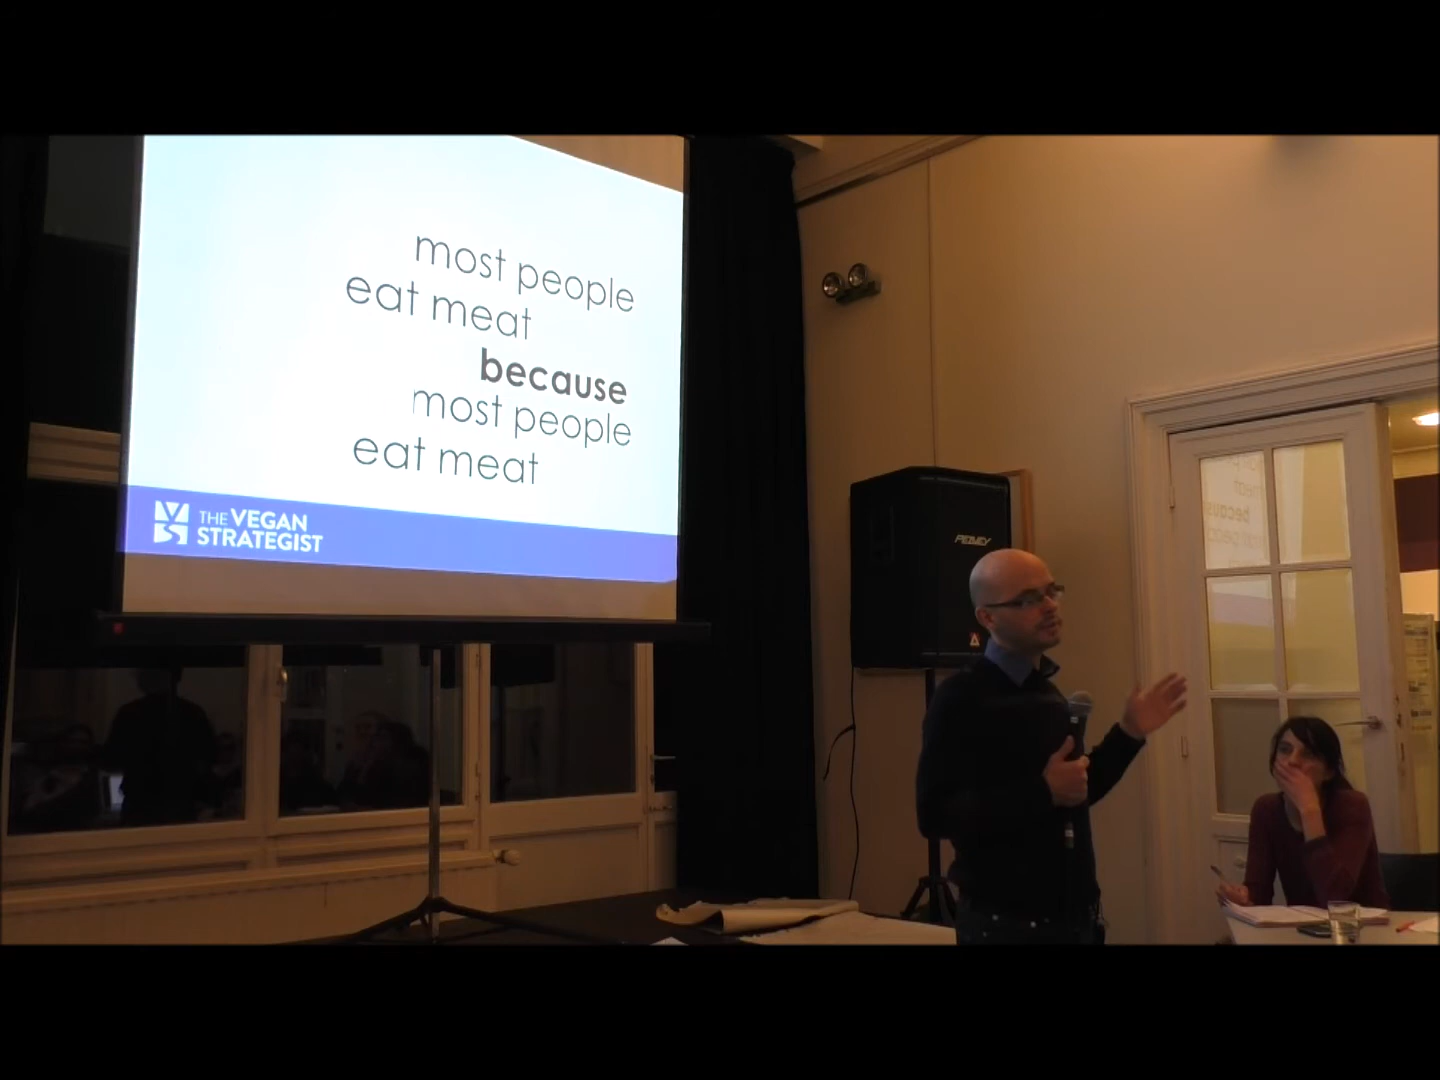 most people
eat meat
because
most people
eat meat
THE VEGAN
STRATEGIST
PEAVEY